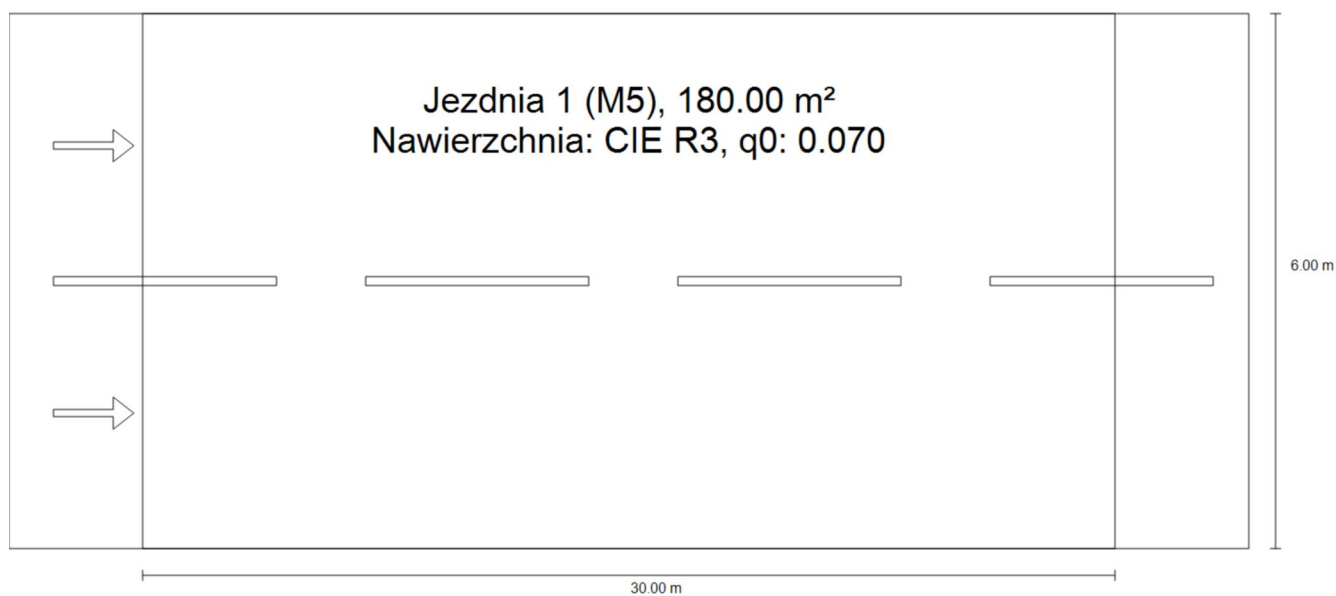 Jezdnia 1 (M5), 180.00 m²
Nawierzchnia: CIE R3, q0: 0.070
6.00 m
30.00 m